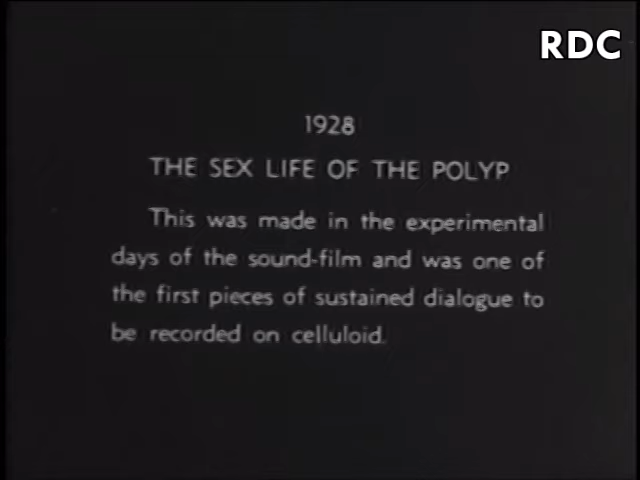 RDC
1928
THE SEX LIFE OF THE POLYP
This was made in the experimental
days of the sound-film and was one of
the first pieces of sustained dialogue to
be recorded on celluloid.